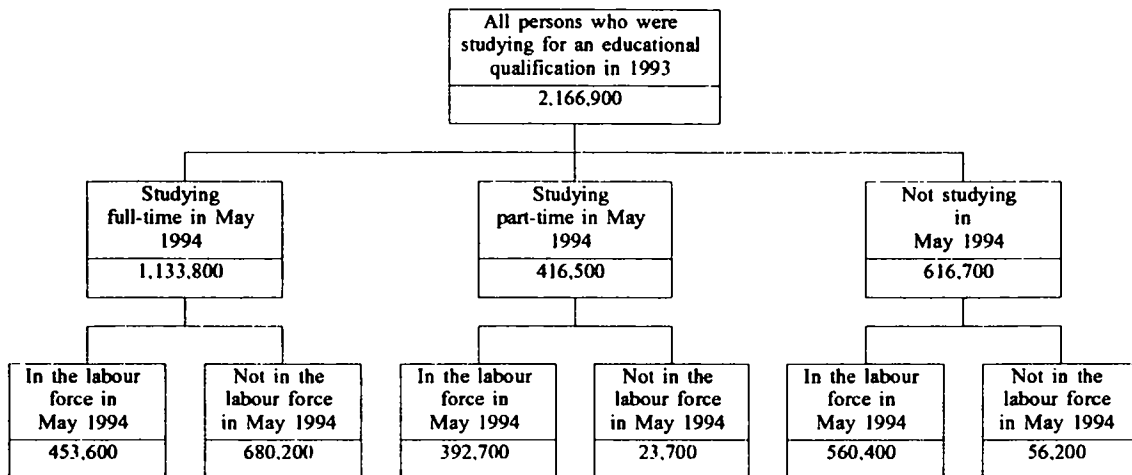 All persons who were
studying for an educational
qualification in 1993
2,166,900
Studying
full-time in May
1994
1,133,800
Studying
part-time in May
1994
416,500
Not studying
in
May 1994
616,700
In the labour
force in
May 1994
453,600
Not in the
labour force
in May 1994
680,200
In the labour
force in
May 1994
392,700
Not in the
labour force
in May 1994
23,700
In the labour
force in
May 1994
560,400
Not in the
labour force
in May 1994
56,200